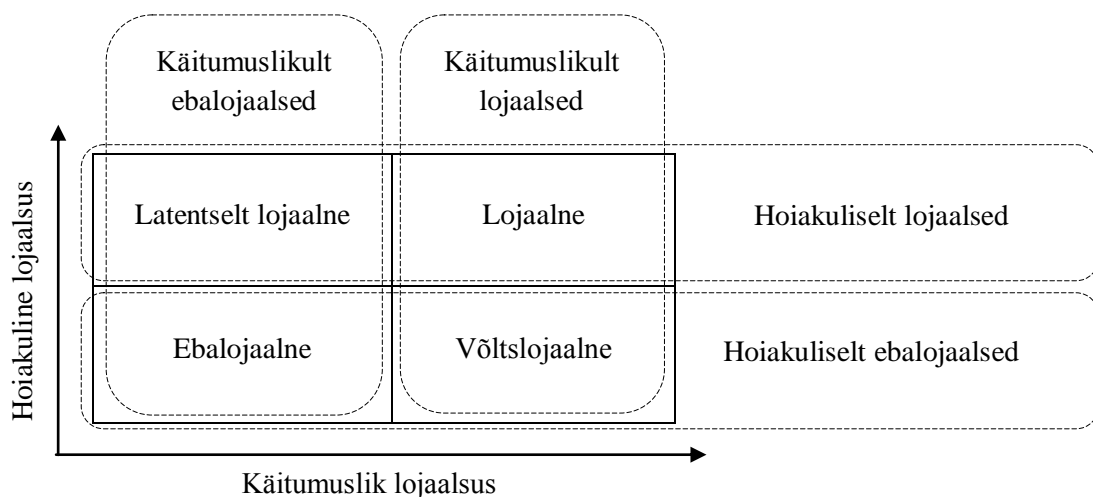 Käitumuslikult
ebalojaalsed
Käitumuslikult
lojaalsed
Hoiakuline lojaalsus
Latentselt lojaalne
Lojaalne
Hoiakuliselt lojaalsed
Ebalojaalne
Võltslojaalne
Hoiakuliselt ebalojaalsed
Käitumuslik lojaalsus